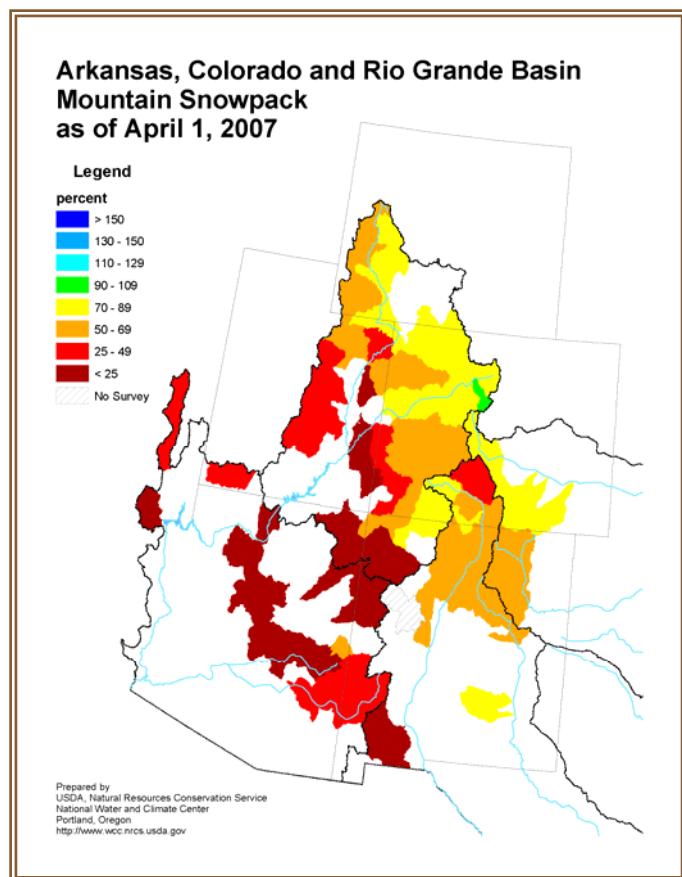 Arkansas, Colorado and Rio Grande Basin
Mountain Snowpack
as of April 1, 2007
Legend
percent
> 150
130 - 150
110 - 129
90 - 109
70 - 89
50 - 69
25 - 49
< 25
No Survey
Prepared by
USDA, Natural Resources Conservation Service
National Water and Climate Center
Portland, Oregon
http://www.wcc.nrcs.usda.gov